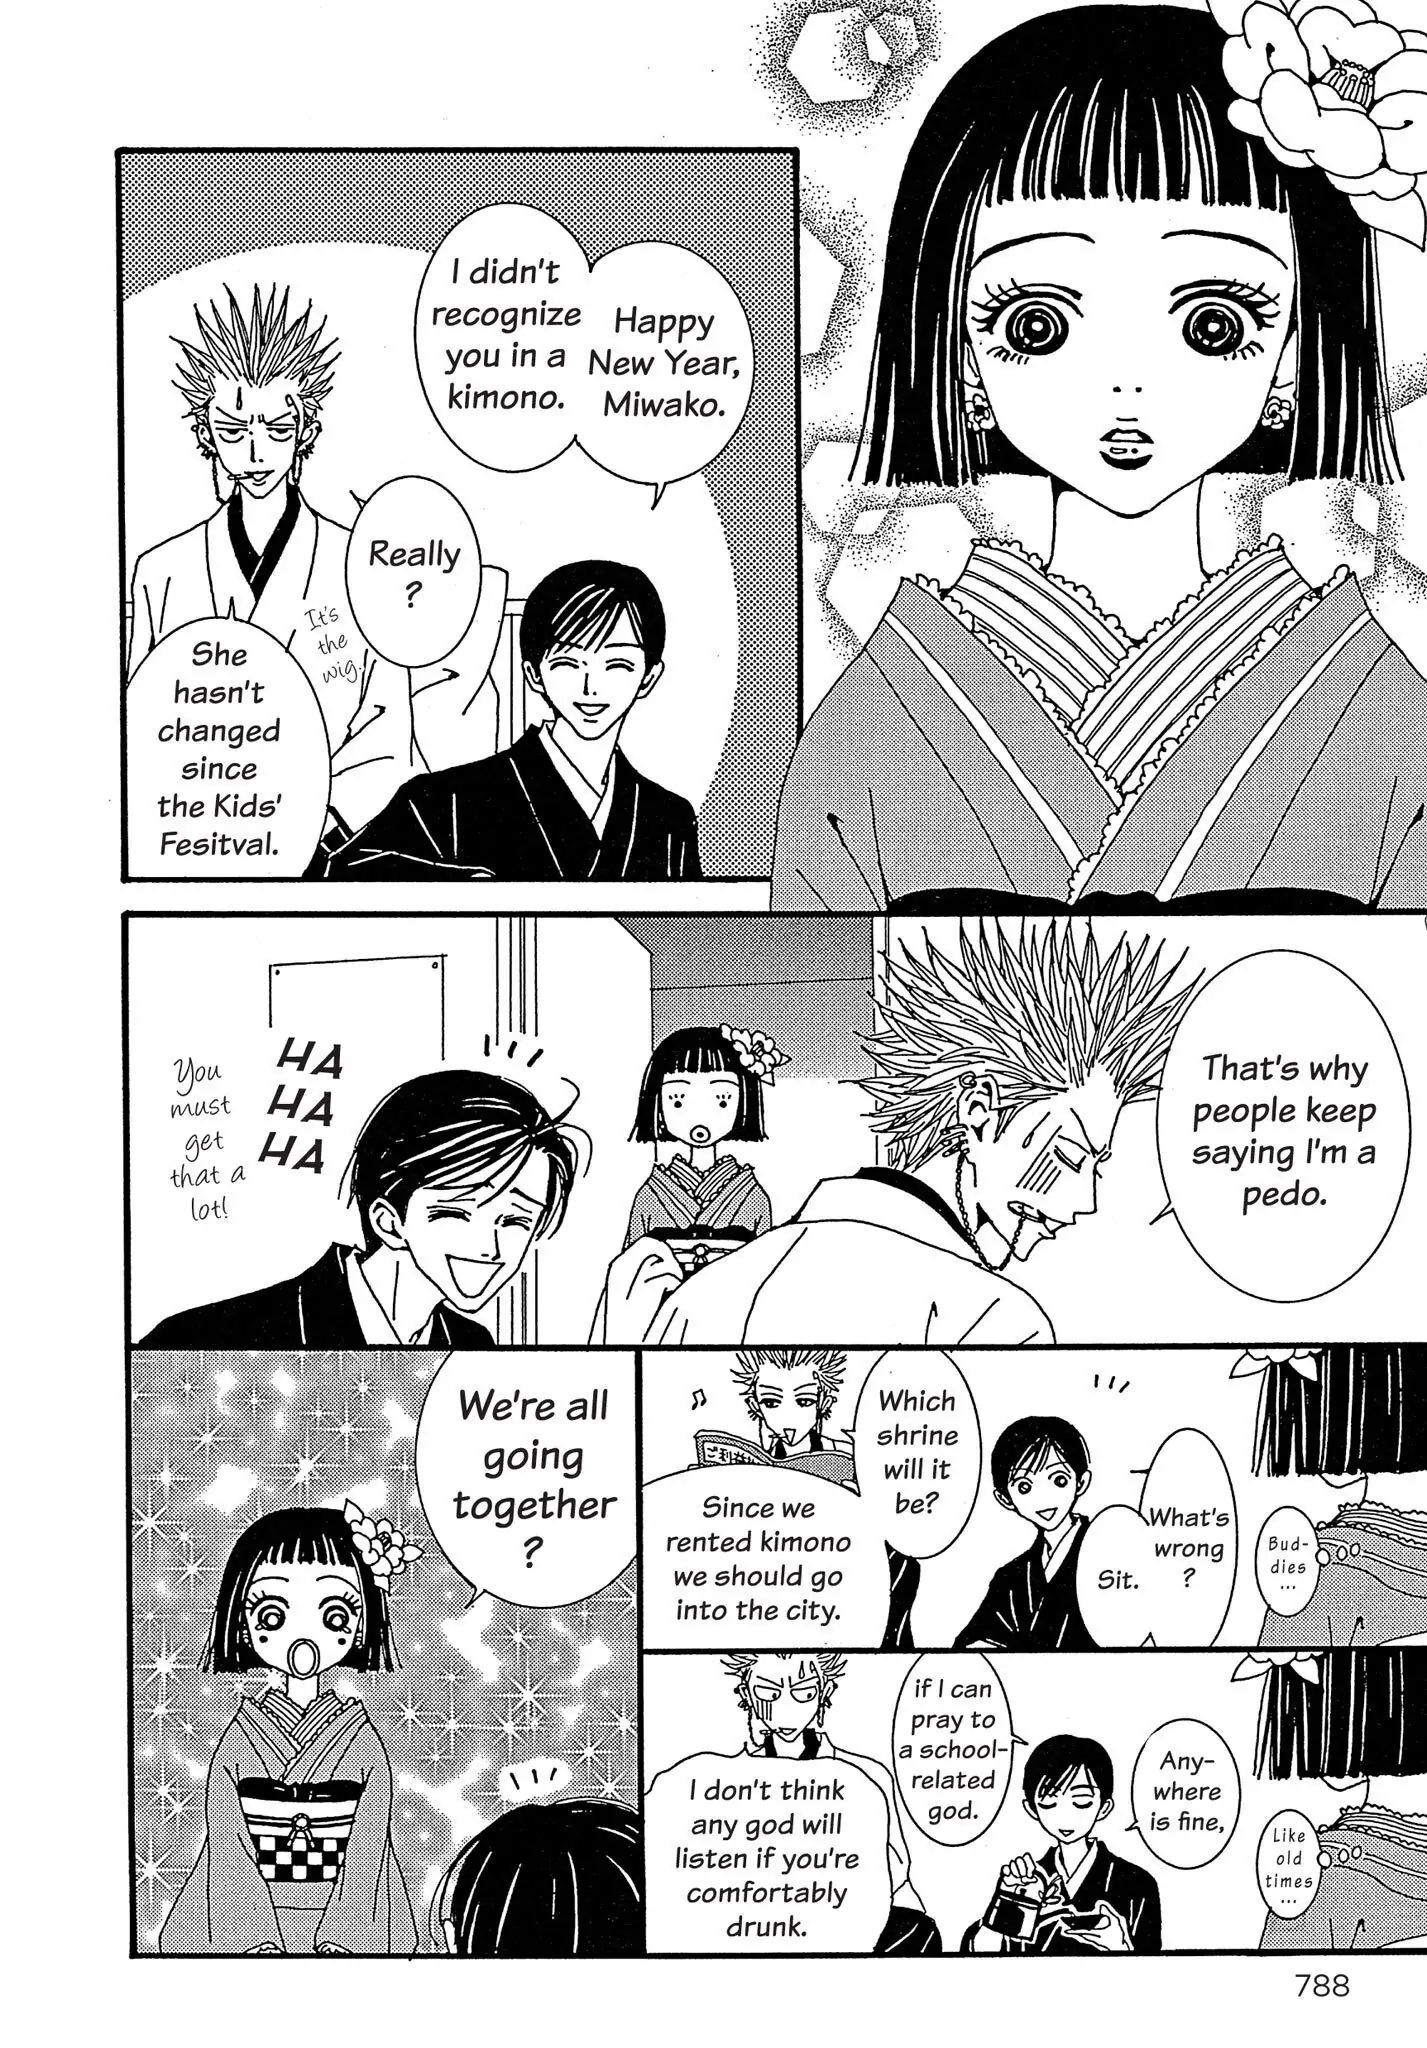 Happy
New Year,
Miwako.
I didn't
recognize
you in a
kimono.
Really
?
It's
the
wig.
She
hasn't
changed
since
the Kids'
Fesitval.
That's why
people keep
saying I'm a
pedo.
HA
HA
HA
You
must
get
that a
lot!
We're all
going
together
?
Bud-
dies
...
What's
wrong
?
Sit.
Which
shrine
will it
be?
Since we
rented kimono
we should go
into the city.
Like
old
times
...
Any-
where
is fine,
if I can
pray to
a school-
related
god.
I don't think
any god will
listen if you're
comfortably
drunk.
788